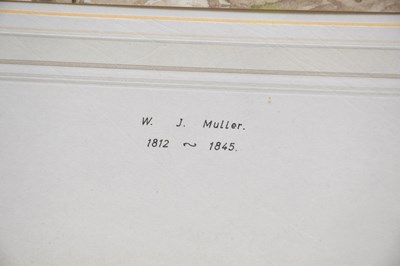 W. J. Muller.
1812 ~ 1845.